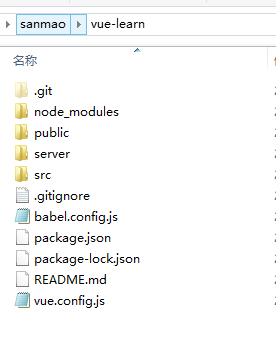 sanmao vue-learn
名称
.git
node_modules
public
server
src
.gitignore
babel.config.js
package.json
package-lock.json
README.md
vue.config.js